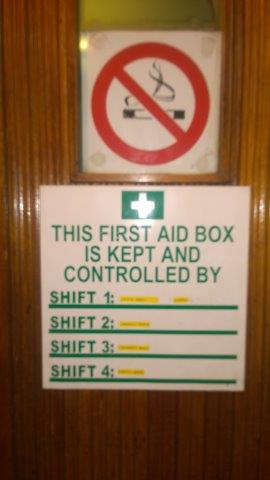 THIS FIRST AID BOX
IS KEPT AND
CONTROLLED BY
SHIFT 1:
SHIFT 2:
SHIFT 3:
SHIFT 4: